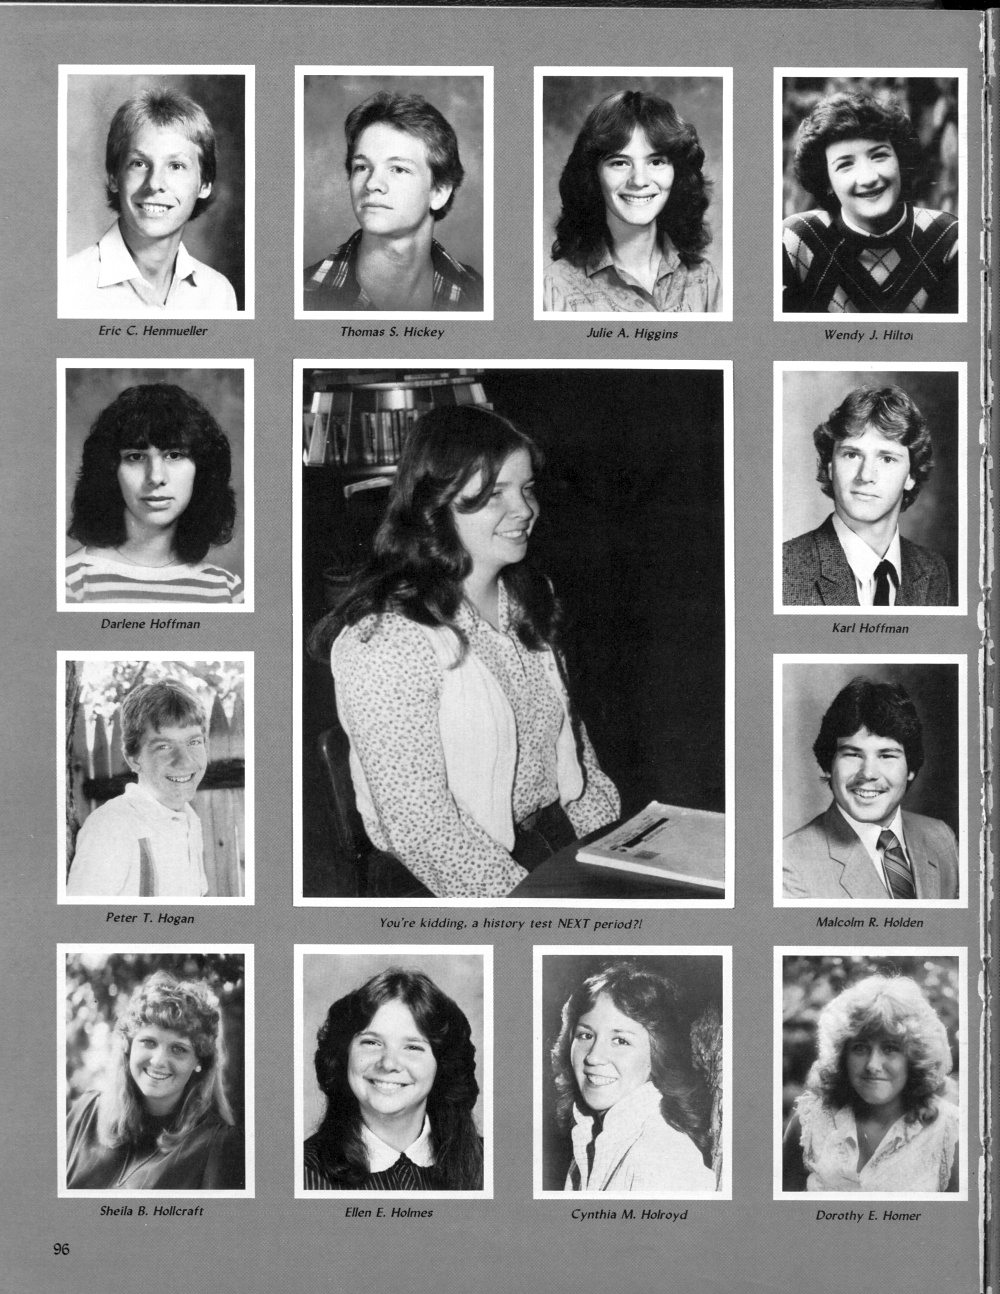 Eric C. Henmueller
Thomas S. Hickey
Julie A. Higgins
Wendy J. Hilto
Darlene Hoffman
Karl Hoffman
Peter T. Hogan
You're kidding, a history test NEXT period?!
Malcolm R. Holden
Sheila B. Hollcraft
Ellen E. Holmes
Cynthia M. Holroyd
Dorothy E. Homer
96